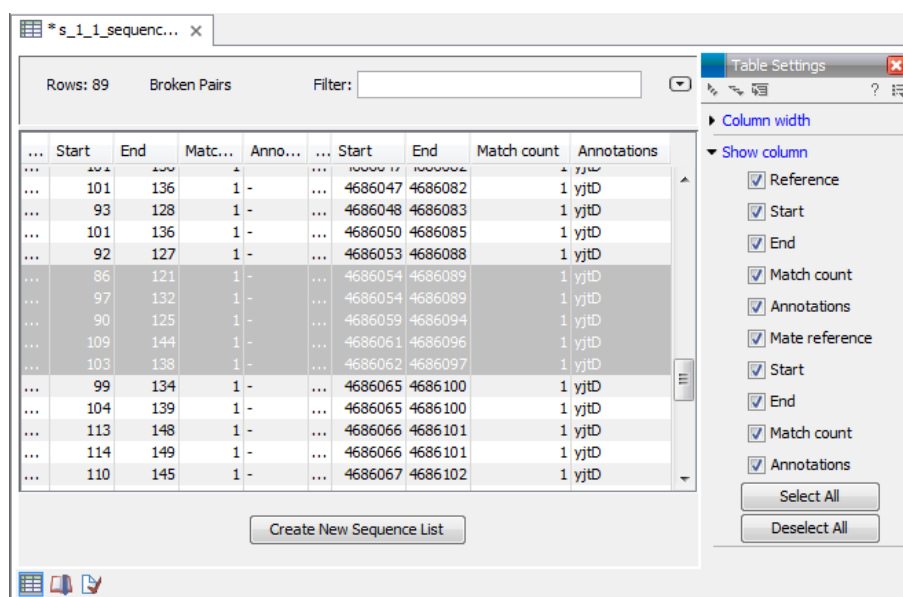 * s_1_1_sequenc...
Rows: 89 Broken Pairs Filter:
... Start End Matc... Anno... ... Start End Match count Annotations
... 101 136 1 - ... 4686047 4686082 1 yjtD
... 93 128 1 - ... 4686048 4686083 1 yjtD
... 101 136 1 - ... 4686050 4686085 1 yjtD
... 92 127 1 - ... 4686053 4686088 1 yjtD
... 86 121 1 - ... 4686054 4686089 1 yjtD
... 97 132 1 - ... 4686054 4686089 1 yjtD
... 90 125 1 - ... 4686059 4686094 1 yjtD
... 109 144 1 - ... 4686061 4686096 1 yjtD
... 103 138 1 - ... 4686062 4686097 1 yjtD
... 99 134 1 - ... 4686065 4686100 1 yjtD
... 104 139 1 - ... 4686065 4686100 1 yjtD
... 113 148 1 - ... 4686066 4686101 1 yjtD
... 114 149 1 - ... 4686066 4686101 1 yjtD
... 110 145 1 - ... 4686067 4686102 1 yjtD
Create New Sequence List
Table Settings
?
Column width
Show column
Reference
Start
End
Match count
Annotations
Mate reference
Start
End
Match count
Annotations
Select All
Deselect All